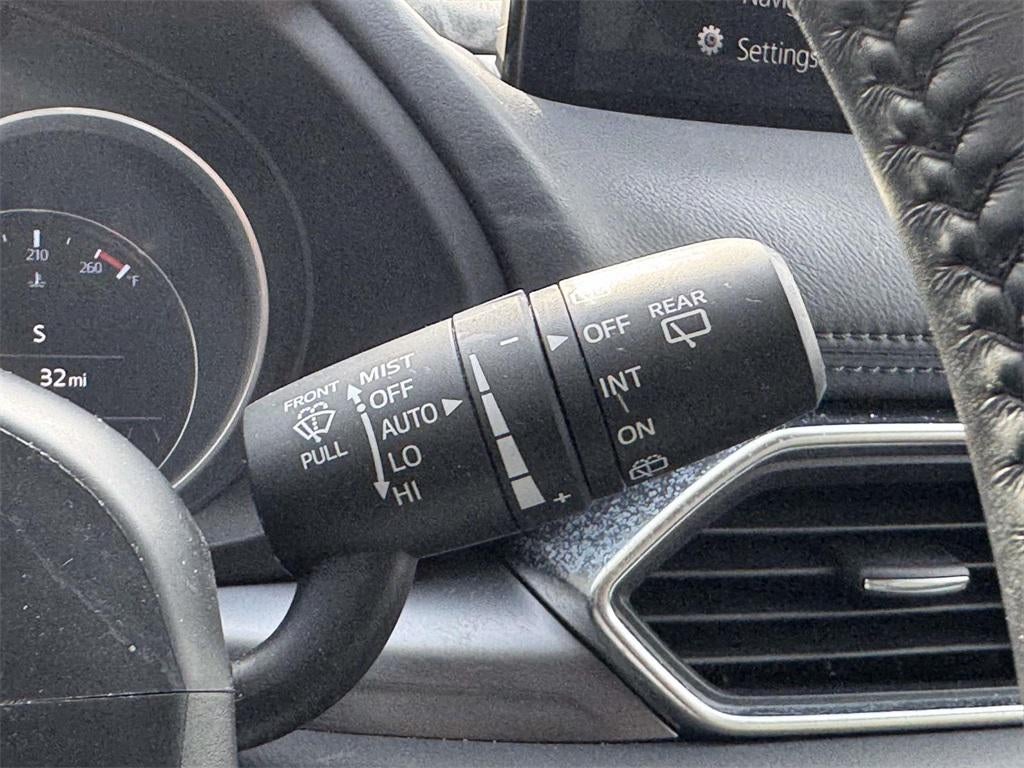 Settings
210
260
°F
S
32mi
FRONT
PULL
MIST
OFF
AUTO
LO
HI
−
+
REAR
OFF
INT
ON